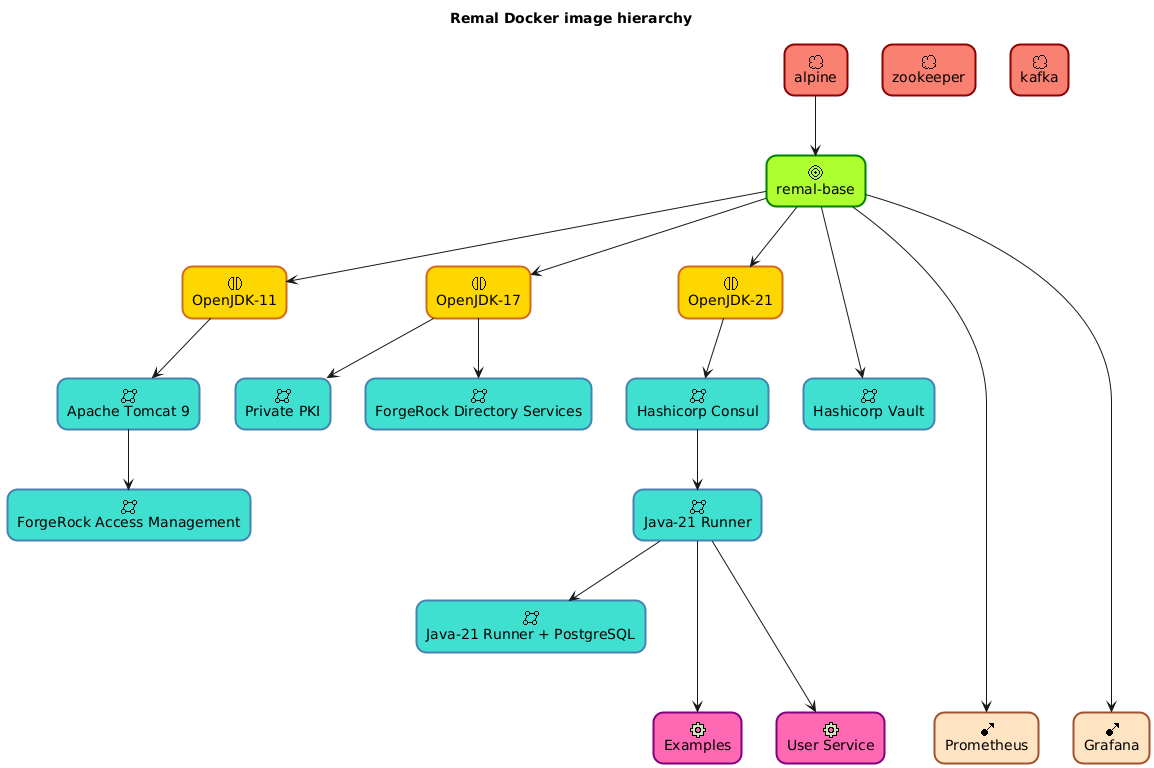 Remal Docker image hierarchy
alpine
zookeeper
kafka
remal-base
OpenJDK-11
OpenJDK-17
OpenJDK-21
Apache Tomcat 9
Private PKI
ForgeRock Directory Services
Hashicorp Consul
Hashicorp Vault
ForgeRock Access Management
Java-21 Runner
Java-21 Runner + PostgreSQL
Examples
User Service
Prometheus
Grafana